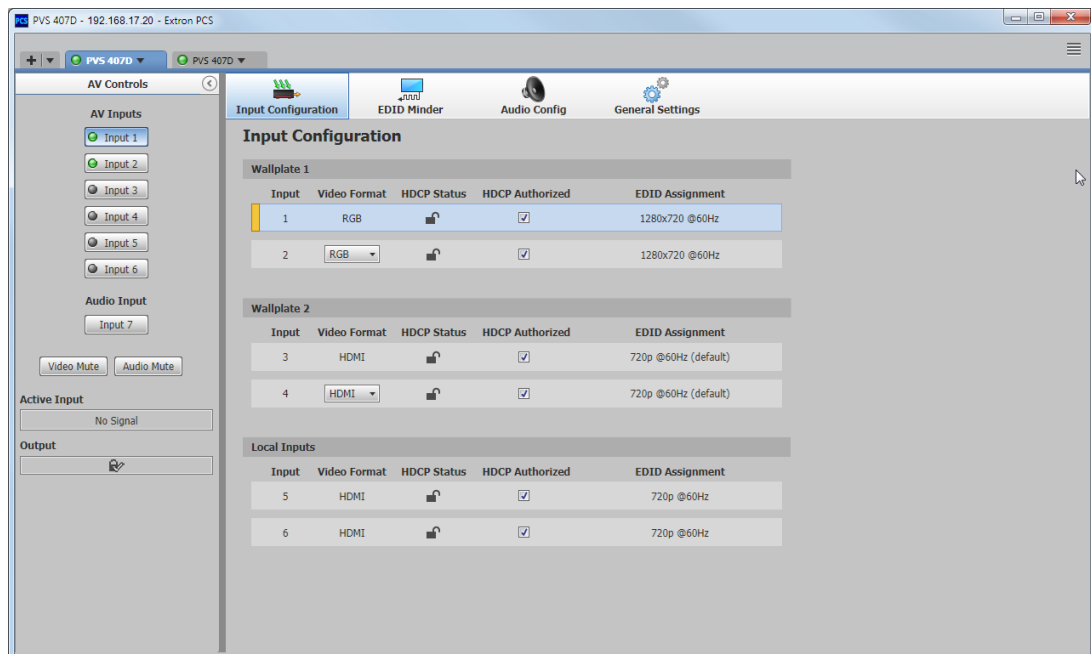 PCS PVS 407D - 192.168.17.20 - Extron PCS
PVS 407D PVS 407D
AV Controls
AV Inputs
Input 1
Input 2
Input 3
Input 4
Input 5
Input 6
Audio Input
Input 7
Video Mute Audio Mute
Active Input
No Signal
Output
Input Configuration EDID Minder Audio Config General Settings
Input Configuration
Wallplate 1
Input Video Format HDCP Status HDCP Authorized EDID Assignment
1 RGB 1280x720 @60Hz
2 RGB 1280x720 @60Hz
Wallplate 2
Input Video Format HDCP Status HDCP Authorized EDID Assignment
3 HDMI 720p @60Hz (default)
4 HDMI 720p @60Hz (default)
Local Inputs
Input Video Format HDCP Status HDCP Authorized EDID Assignment
5 HDMI 720p @60Hz
6 HDMI 720p @60Hz